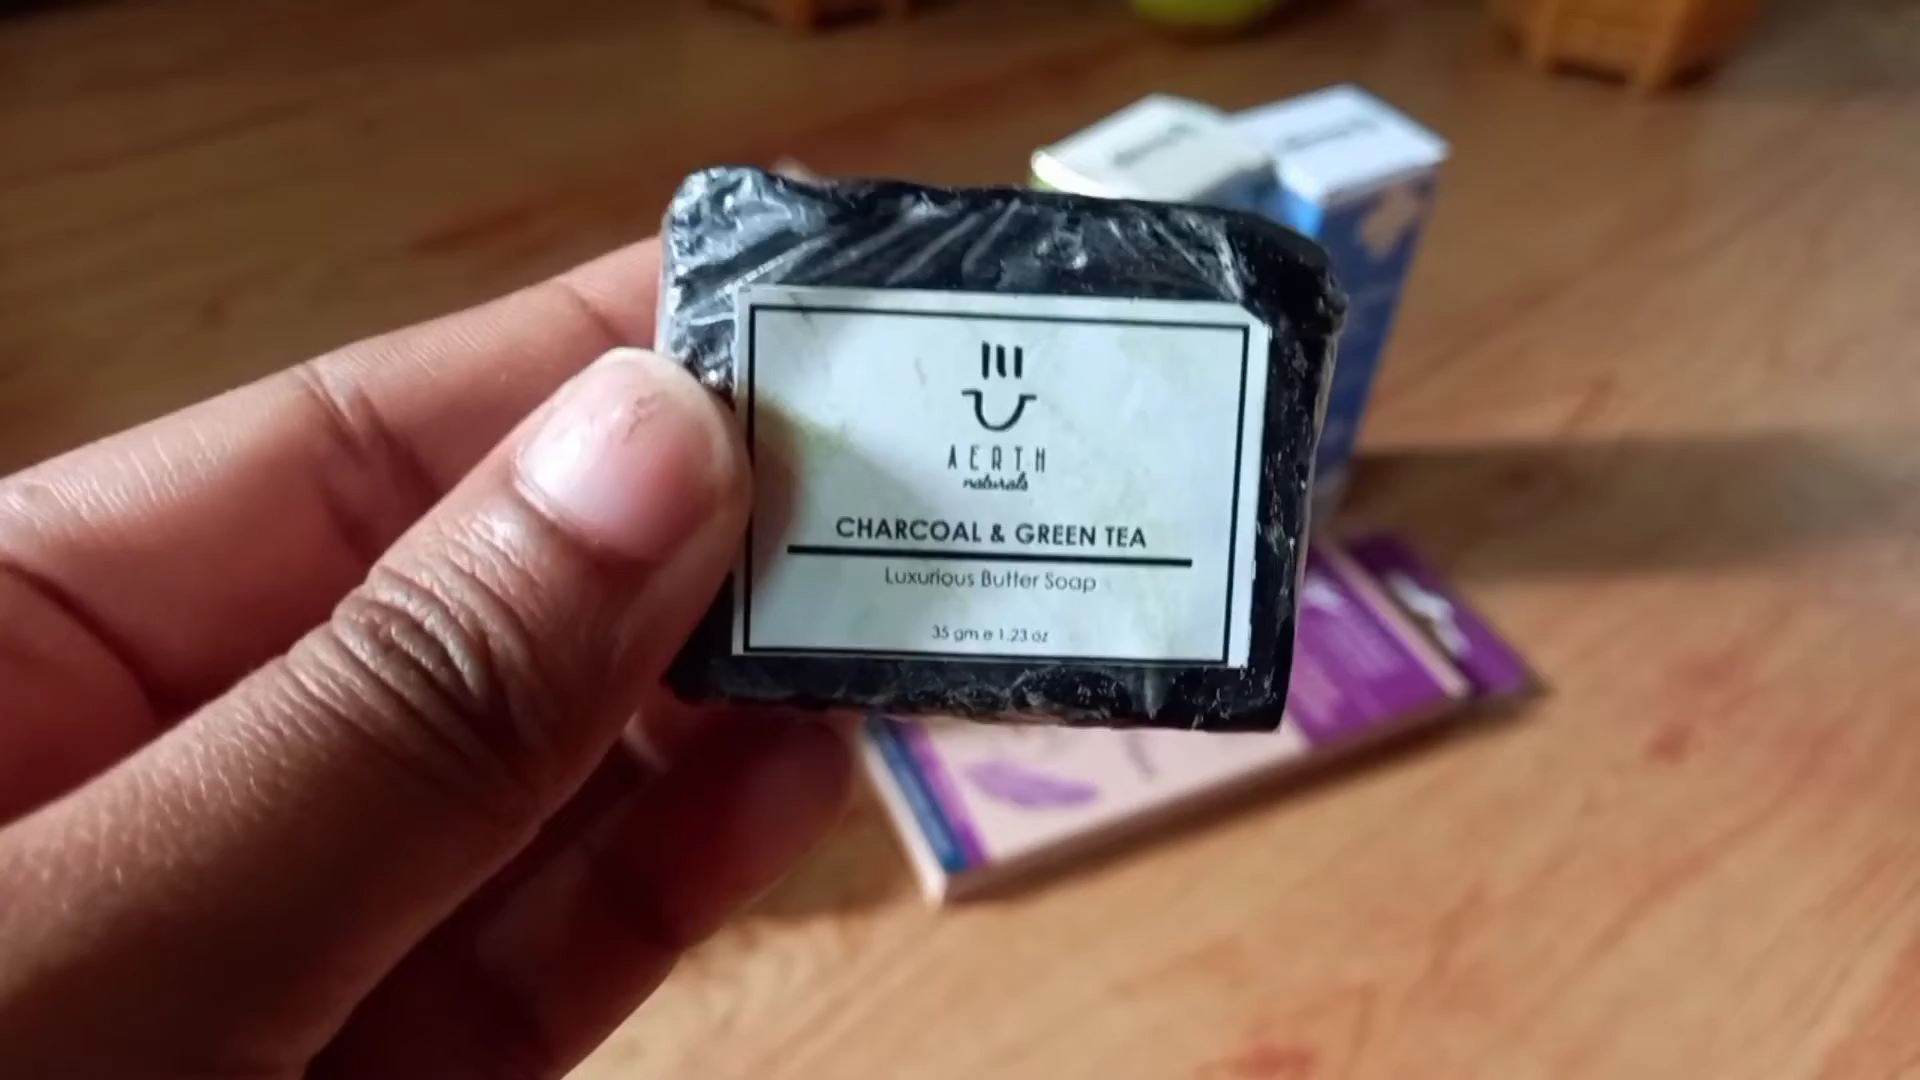 AERTH
naturals
CHARCOAL & GREEN TEA
Luxurious Butter Soap
35 gm e 1.23 oz